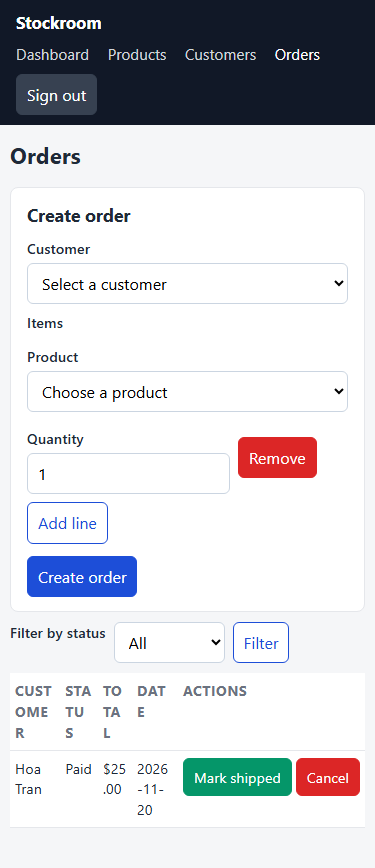 Stockroom
Dashboard Products Customers Orders
Sign out
Orders
Create order
Customer
Select a customer
Items
Product
Choose a product
Quantity
1
Remove
Add line
Create order
Filter by status All Filter
CUST STA TO DAT ACTIONS
OME TU TA E
R S L
Hoa Paid $25 2026 Mark shipped Cancel
Tran .00 -11-
20